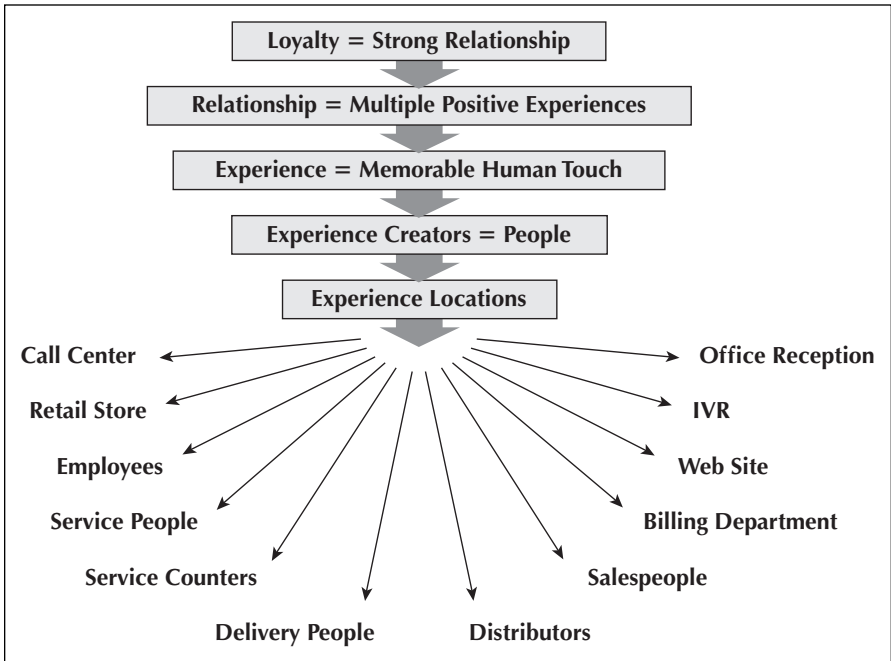 Loyalty = Strong Relationship
Relationship = Multiple Positive Experiences
Experience = Memorable Human Touch
Experience Creators = People
Experience Locations
Call Center
Office Reception
Retail Store
IVR
Employees
Web Site
Service People
Billing Department
Service Counters
Salespeople
Delivery People
Distributors